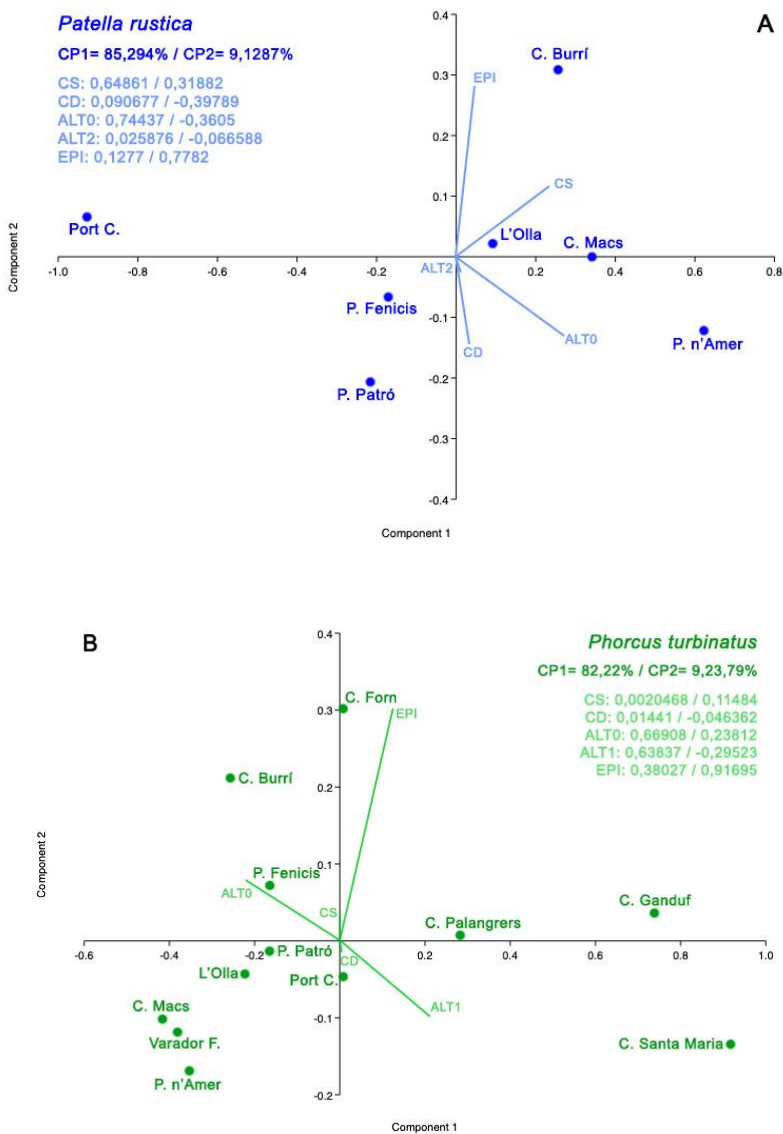 Patella rustica
CP1= 85,294% / CP2= 9,1287%
CS: 0,64861 / 0,31882
CD: 0,090677 / -0,39789
ALT0: 0,74437 / -0,3605
ALT2: 0,025876 / -0,066588
EPI: 0,1277 / 0,7782
A
0.4
C. Burrí
0.3
EPI
0.2
CS
0.1
Port C.
L'Olla
C. Macs
-1.0
-0.8
-0.6
-0.4
-0.2
ALT2
0.2
0.4
0.6
0.8
Component 2
P. Fenicis
-0.1
CD
ALT0
P. n'Amer
P. Patró
-0.2
-0.3
-0.4
Component 1
B
0.4
Phorcus turbinatus
CP1= 82,22% / CP2= 9,23,79%
CS: 0,0020468 / 0,11484
CD: 0,01441 / -0,046362
ALT0: 0,66908 / 0,23812
ALT1: 0,63837 / -0,29523
EPI: 0,38027 / 0,91695
C. Forn
0.3
EPI
C. Burrí
0.2
Component 2
P. Fenicis
0.1
ALT0
CS
C. Palangrers
C. Ganduf
-0.6
-0.4
-0.2
0.2
0.4
0.6
0.8
1.0
P. Patró
CD
L'Olla
Port C.
C. Macs
-0.1
ALT1
Varador F.
C. Santa Maria
P. n'Amer
-0.2
Component 1